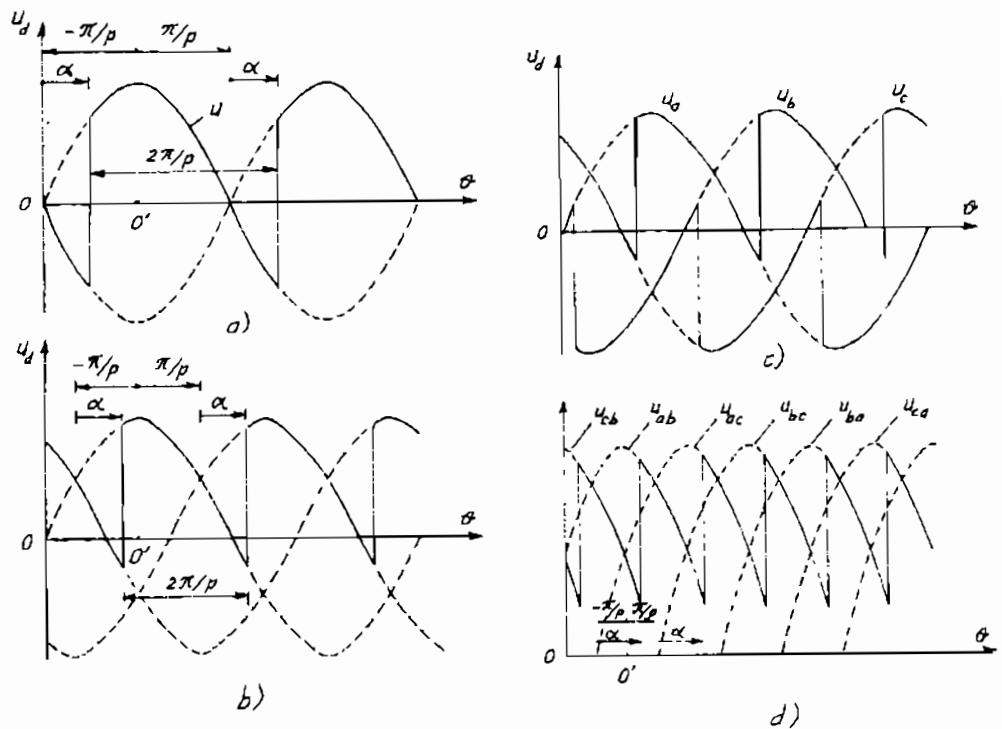 u_d
-π/p π/p
α α
u
2π/p
0 0' θ
a)
u_d
u_a u_b u_c
0 θ
c)
u_d
-π/p π/p
α α
0 0' θ
2π/p
b)
u_cb u_ab u_ac u_bc u_ba u_ca
-π/p π/p
α α
0 0' θ
d)